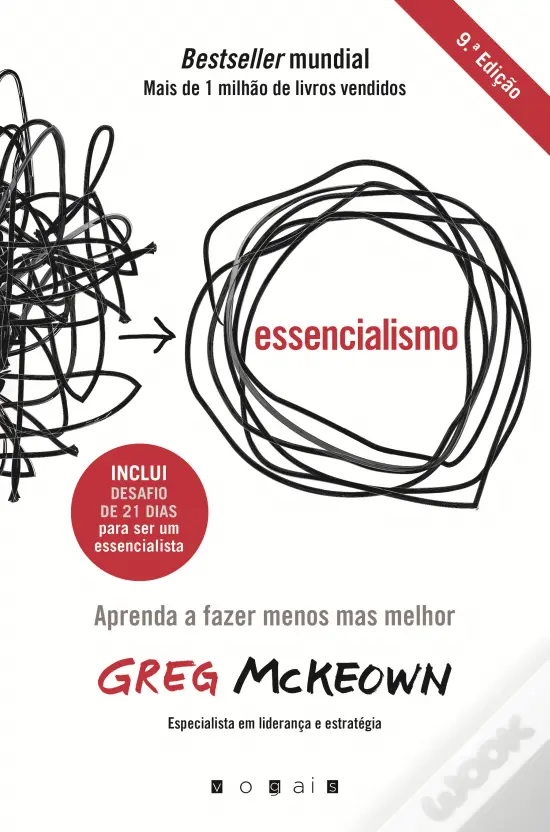 Bestseller mundial
Mais de 1 milhão de livros vendidos
9.ª Edição
essencialismo
INCLUI
DESAFIO
DE 21 DIAS
para ser um
essencialista
Aprenda a fazer menos mas melhor
GREG McKEOWN
Especialista em liderança e estratégia
vogais
WOOK